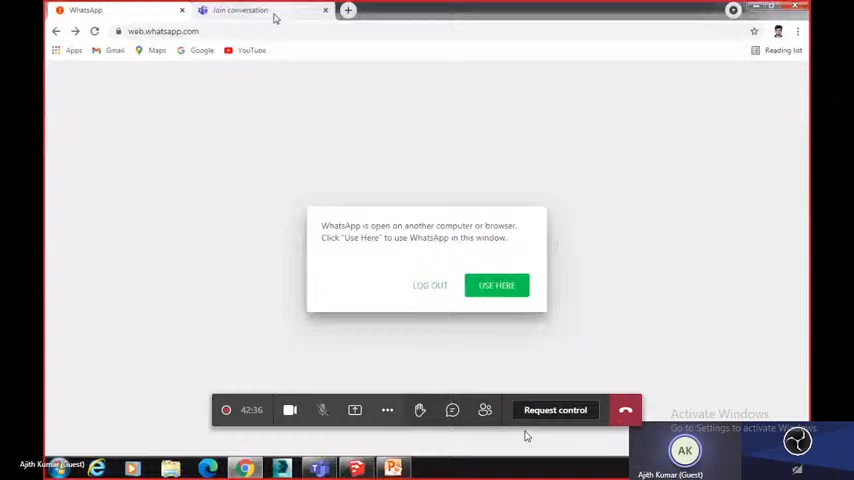 WhatsApp
Join conversation
web.whatsapp.com
Apps
Gmail
Maps
Google
YouTube
Reading list
WhatsApp is open on another computer or browser.
Click "Use Here" to use WhatsApp in this window.
LOG OUT
USE HERE
42:36
Request control
Activate Windows
Go to Settings to activate Windows.
AK
Ajith Kumar (Guest)
Ajith Kumar (Guest)